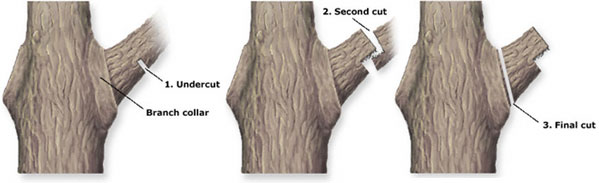 1. Undercut
Branch collar
2. Second cut
3. Final cut